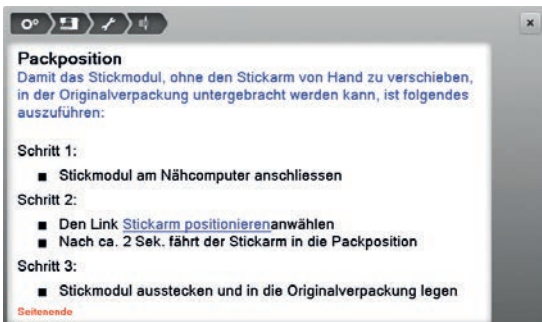 Packposition
Damit das Stickmodul, ohne den Stickarm von Hand zu verschieben,
in der Originalverpackung untergebracht werden kann, ist folgendes
auszuführen:
Schritt 1:
■ Stickmodul am Nähcomputer anschliessen
Schritt 2:
■ Den Link Stickarm positionierenanwählen
■ Nach ca. 2 Sek. fährt der Stickarm in die Packposition
Schritt 3:
■ Stickmodul ausstecken und in die Originalverpackung legen
Seitenende